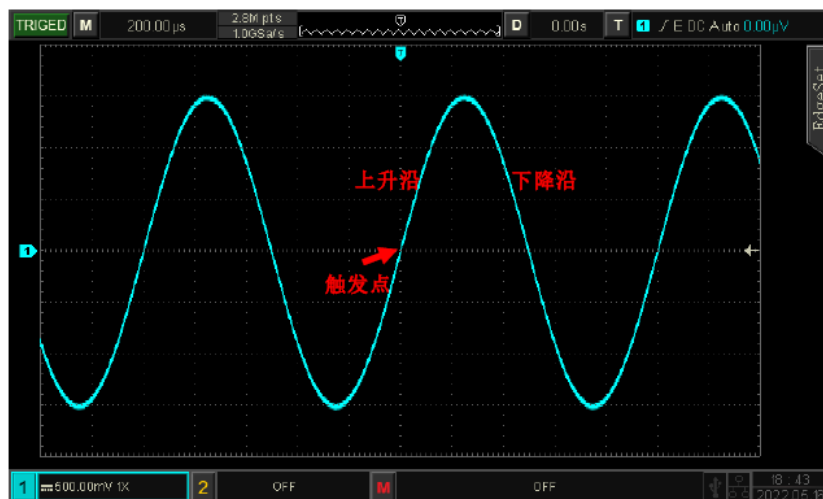 TRIGED M 200.00μs 2.8M pts D 0.00s T 1 E DC Auto 0.00μV
1.0GSa/s
T
T
EdgeSet
上升沿 下降沿
1
触发点
1 500.00mV 1X 2 OFF M OFF 18:43